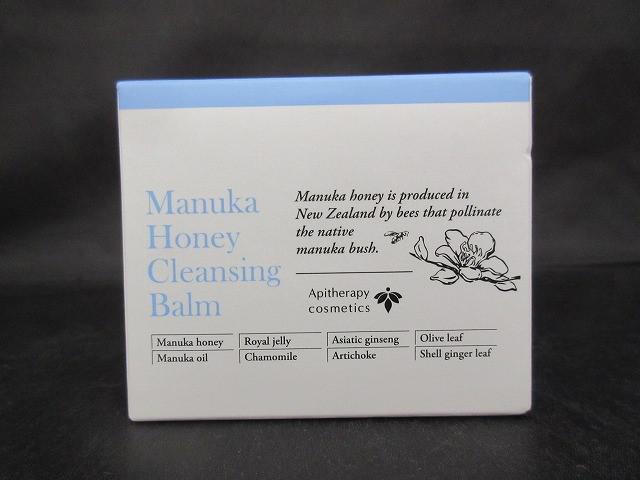 Manuka
Honey
Cleansing
Balm
Manuka honey is produced in
New Zealand by bees that pollinate
the native
manuka bush.
Apitherapy
cosmetics
Manuka honey
Royal jelly
Asiatic ginseng
Olive leaf
Manuka oil
Chamomile
Artichoke
Shell ginger leaf